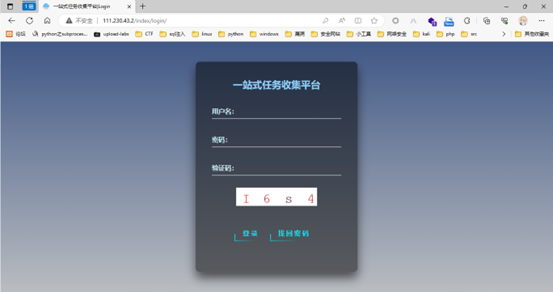 1 组
一站式任务收集平台|Login
不安全 | 111.230.43.2/index/login/
论坛
python之subproces...
upload-labs
CTF
sql注入
linux
python
windows
漏洞
安全网站
小工具
网络安全
kali
php
src
其他收藏夹
一站式任务收集平台
用户名:
密码:
验证码:
I 6 s 4
登录
找回密码